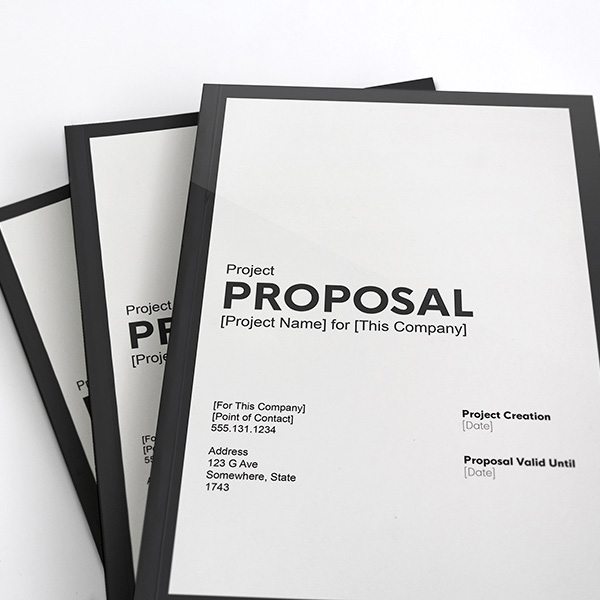 Project
PROPOSAL
[Project Name] for [This Company]
[For This Company]
[Point of Contact]
555.131.1234
Address
123 G Ave
Somewhere, State
1743
Project Creation
[Date]
Proposal Valid Until
[Date]
Project